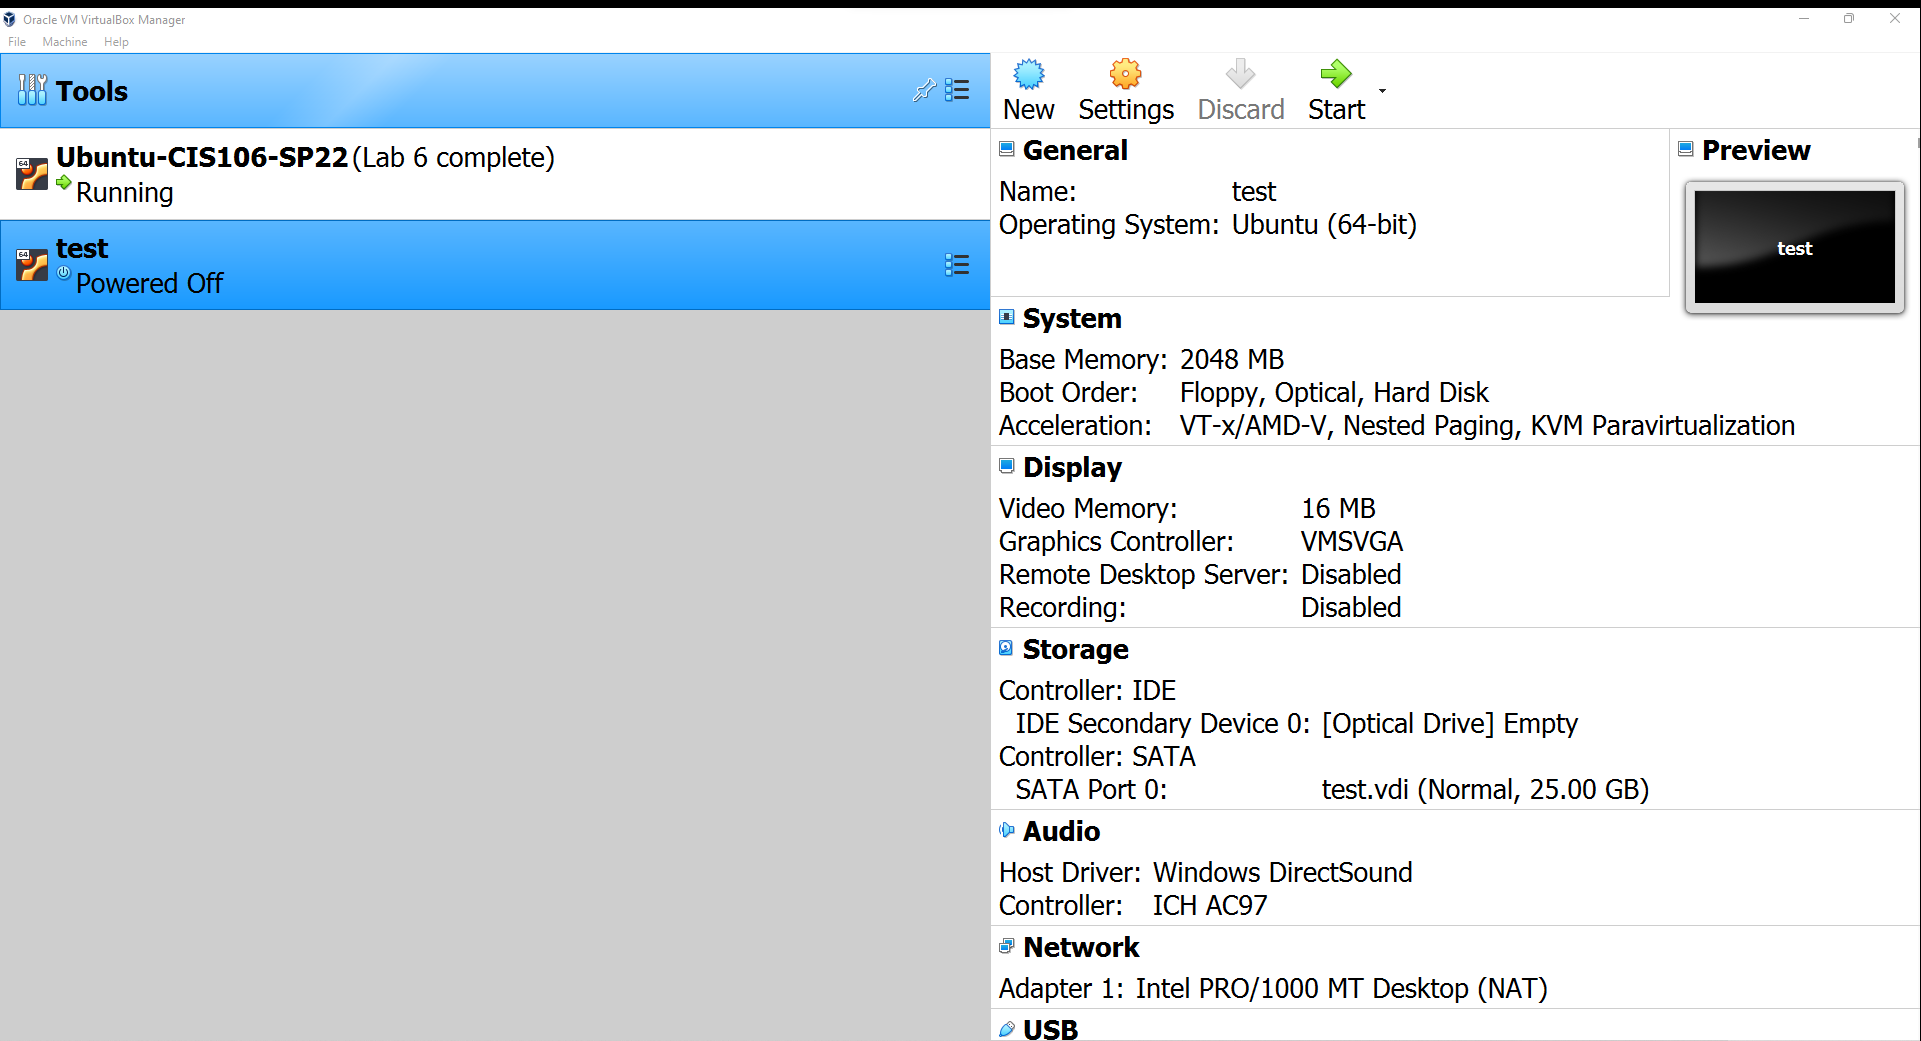 Oracle VM VirtualBox Manager
File Machine Help
Tools
Ubuntu-CIS106-SP22 (Lab 6 complete)
64
Running
test
64
Powered Off
New Settings Discard Start
General
Name: test
Operating System: Ubuntu (64-bit)
Preview
test
System
Base Memory: 2048 MB
Boot Order: Floppy, Optical, Hard Disk
Acceleration: VT-x/AMD-V, Nested Paging, KVM Paravirtualization
Display
Video Memory: 16 MB
Graphics Controller: VMSVGA
Remote Desktop Server: Disabled
Recording: Disabled
Storage
Controller: IDE
IDE Secondary Device 0: [Optical Drive] Empty
Controller: SATA
SATA Port 0: test.vdi (Normal, 25.00 GB)
Audio
Host Driver: Windows DirectSound
Controller: ICH AC97
Network
Adapter 1: Intel PRO/1000 MT Desktop (NAT)
USB